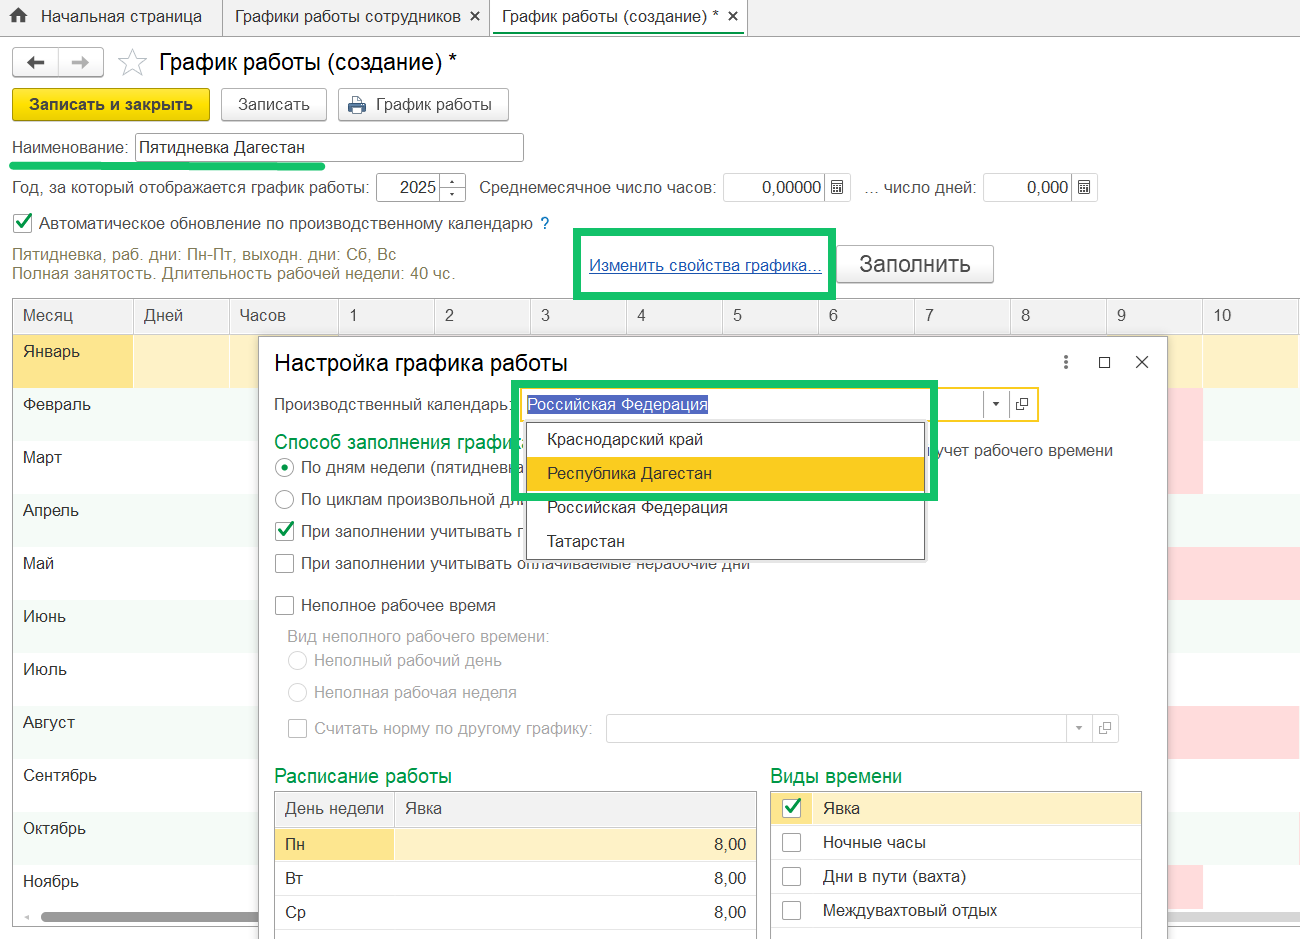 Начальная страница
Графики работы сотрудников ×
График работы (создание) * ×
График работы (создание) *
Записать и закрыть
Записать
График работы
Наименование: Пятидневка Дагестан
Год, за который отображается график работы: 2025 Среднемесячное число часов: 0,00000 ... число дней: 0,000
Автоматическое обновление по производственному календарю ?
Пятидневка, раб. дни: Пн-Пт, выходн. дни: Сб, Вс
Полная занятость. Длительность рабочей недели: 40 чс.
Изменить свойства графика...
Заполнить
Месяц Дней Часов 1 2 3 4 5 6 7 8 9 10
Январь
Февраль
Март
Апрель
Май
Июнь
Июль
Август
Сентябрь
Октябрь
Ноябрь
Настройка графика работы
Производственный календарь: Российская Федерация
Краснодарский край
Республика Дагестан
Российская Федерация
Татарстан
Способ заполнения графика
учет рабочего времени
По дням недели (пятидневка
По циклам произвольной
При заполнении учитывать
При заполнении учитывать оплачиваемые нерабочие дни
Неполное рабочее время
Вид неполного рабочего времени:
Неполный рабочий день
Неполная рабочая неделя
Считать норму по другому графику:
Расписание работы
День недели Явка
Пн 8,00
Вт 8,00
Ср 8,00
Виды времени
Явка
Ночные часы
Дни в пути (вахта)
Междувахтовый отдых